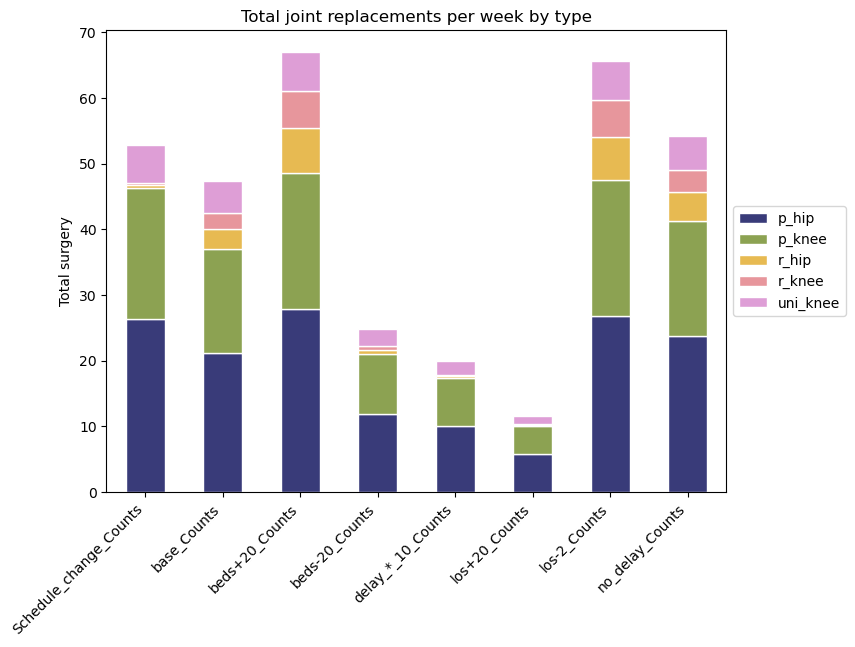 Total joint replacements per week by type
Total surgery
70
60
50
40
30
20
10
0
Schedule_change_Counts
base_Counts
beds+20_Counts
beds-20_Counts
delay_*_10_Counts
los+20_Counts
los-2_Counts
no_delay_Counts
p_hip
p_knee
r_hip
r_knee
uni_knee